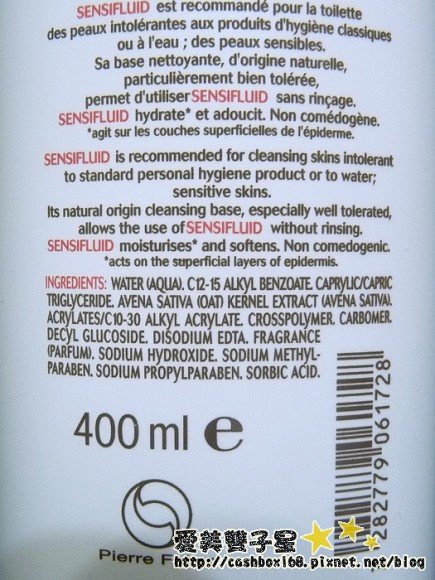 SENSIFLUID est recommandé pour la toilette
des peaux intolérantes aux produits d'hygiène classiques
ou à l'eau ; des peaux sensibles.
Sa base nettoyante, d'origine naturelle,
particulièrement bien tolérée,
permet d'utiliser SENSIFLUID sans rinçage.
SENSIFLUID hydrate* et adoucit. Non comédogène.
*agit sur les couches superficielles de l'épiderme.
SENSIFLUID is recommended for cleansing skins intolerant
to standard personal hygiene product or to water;
sensitive skins.
Its natural origin cleansing base, especially well tolerated,
allows the use of SENSIFLUID without rinsing.
SENSIFLUID moisturises* and softens. Non comedogenic.
*acts on the superficial layers of epidermis.
INGREDIENTS: WATER (AQUA). C12-15 ALKYL BENZOATE. CAPRYLIC/CAPRIC
TRIGLYCERIDE. AVENA SATIVA (OAT) KERNEL EXTRACT (AVENA SATIVA).
ACRYLATES/C10-30 ALKYL ACRYLATE. CROSSPOLYMER. CARBOMER.
DECYL GLUCOSIDE. DISODIUM EDTA. FRAGRANCE
(PARFUM). SODIUM HYDROXIDE. SODIUM METHYL-
PARABEN. SODIUM PROPYLPARABEN. SORBIC ACID.
400 ml e
282779 061728
Pierre F
愛美雙子星
http://cashbox168.pixnet.net/blog